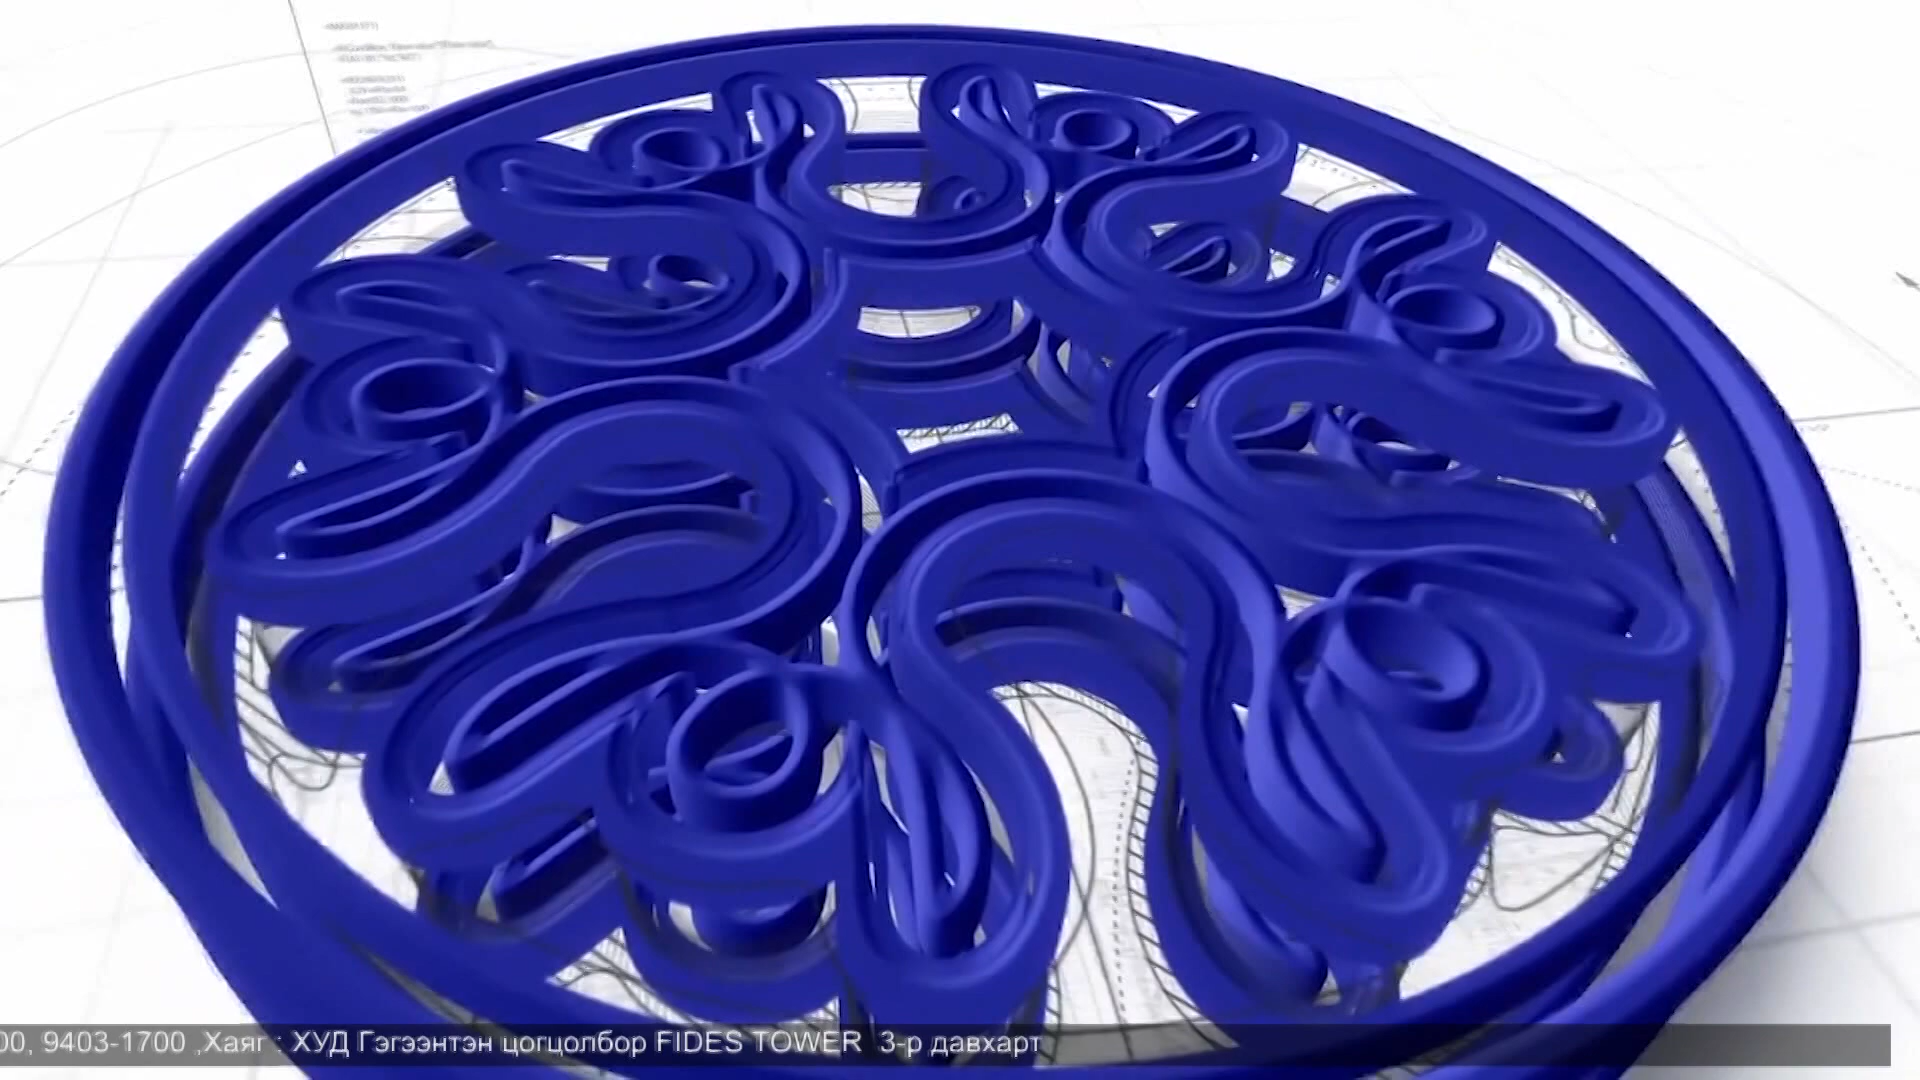 00, 9403-1700 ,Хаяг : ХУД Гэгээнтэн цогцолбор FIDES TOWER 3-р давхарт